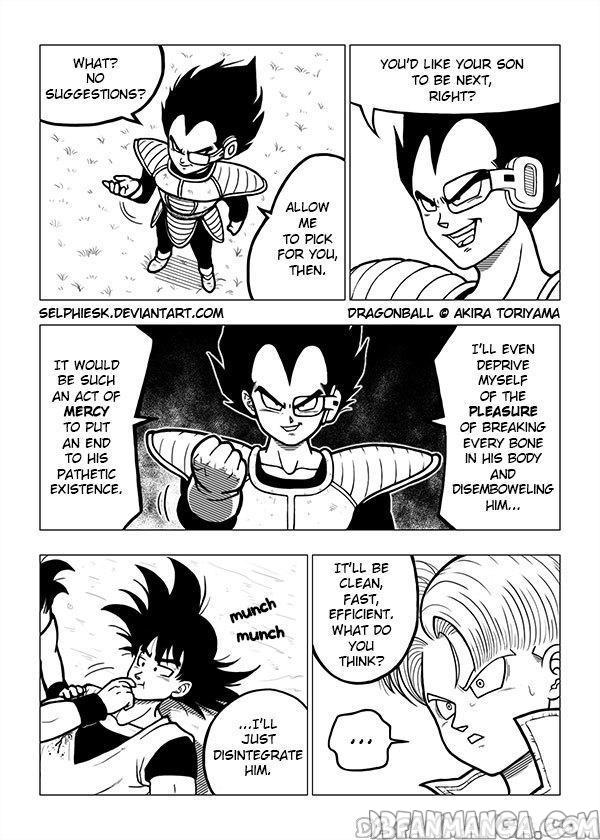 WHAT?
NO
SUGGESTIONS?
ALLOW
ME
TO PICK
FOR YOU,
THEN.
YOU'D LIKE YOUR SON
TO BE NEXT,
RIGHT?
SELPHIESK.DEVIANTART.COM
DRAGONBALL © AKIRA TORIYAMA
IT WOULD
BE SUCH
AN ACT OF
MERCY
TO PUT
AN END
TO HIS
PATHETIC
EXISTENCE.
I'LL EVEN
DEPRIVE
MYSELF
OF THE
PLEASURE
OF BREAKING
EVERY BONE
IN HIS BODY
AND
DISEMBOWELING
HIM...
munch
munch
...I'LL
JUST
DISINTEGRATE
HIM.
IT'LL BE
CLEAN,
FAST,
EFFICIENT.
WHAT DO
YOU
THINK?
...
DBFANMANGA.COM